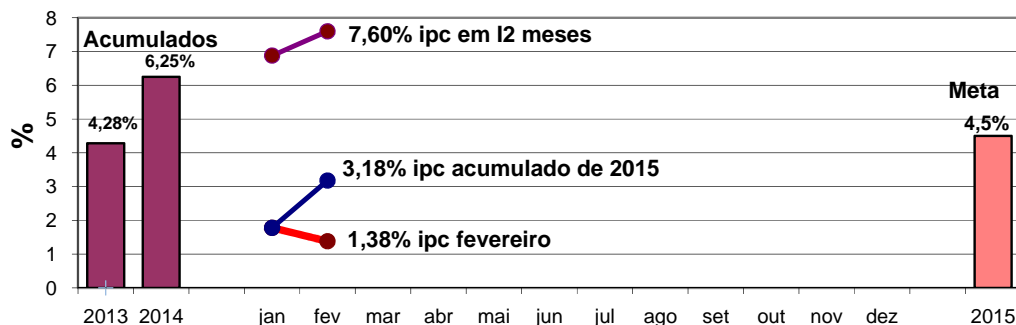 8
7
6
5
4
3
2
1
0
%
Acumulados
6,25%
4,28%
7,60% ipc em l2 meses
3,18% ipc acumulado de 2015
1,38% ipc fevereiro
Meta
4,5%
2013 2014 jan fev mar abr mai jun jul ago set out nov dez 2015